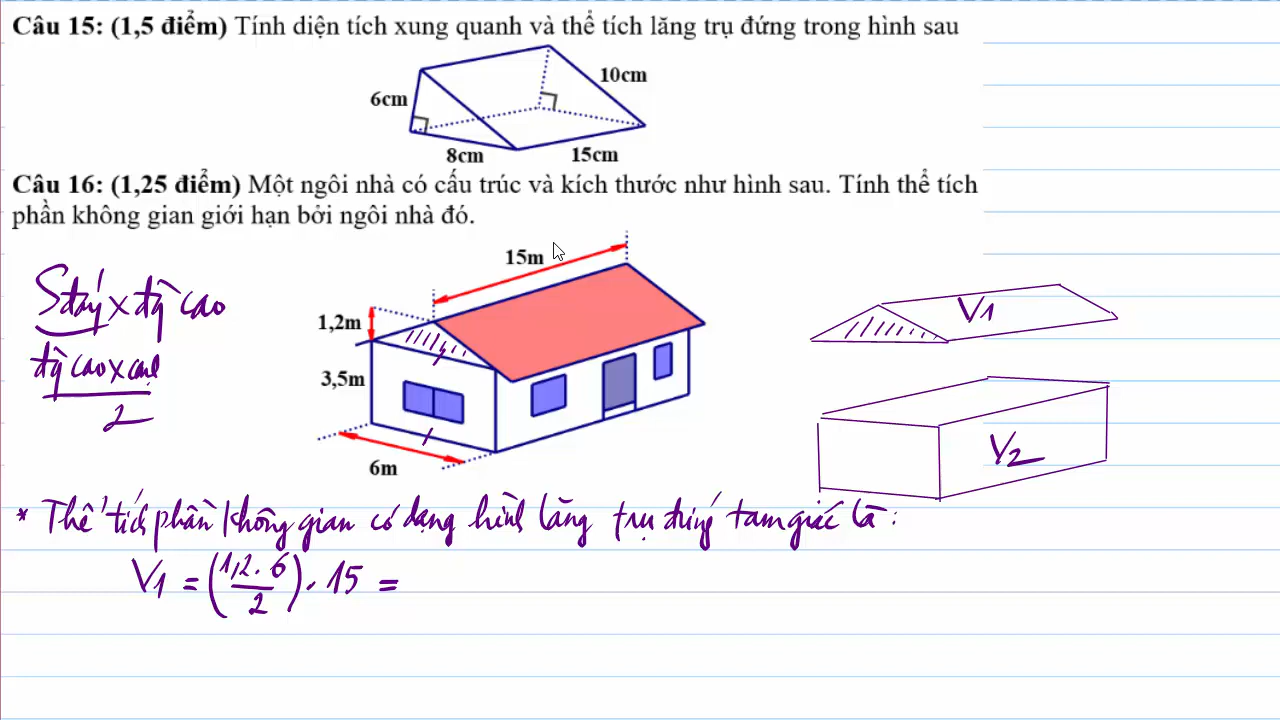 Câu 15: (1,5 điểm) Tính diện tích xung quanh và thể tích lăng trụ đứng trong hình sau
10cm
6cm
8cm
15cm
Câu 16: (1,25 điểm) Một ngôi nhà có cấu trúc và kích thước như hình sau. Tính thể tích
phần không gian giới hạn bởi ngôi nhà đó.
15m
1,2m
3,5m
6m
Sđáy x đg cao
đg cao x cạnh
2
V1
V2
* Thể tích phần không gian có dạng hình lăng trụ đứng tam giác là :
V1 = (1,2 . 6 / 2) . 15 =